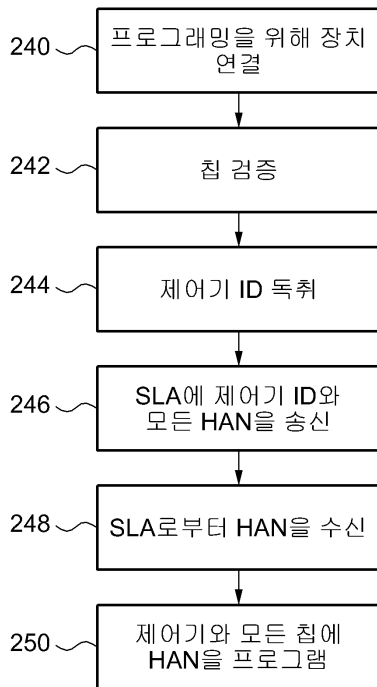 240
프로그래밍을 위해 장치
연결
242
칩 검증
244
제어기 ID 독취
246
SLA에 제어기 ID와
모든 HAN을 송신
248
SLA로부터 HAN을 수신
250
제어기와 모든 칩에
HAN을 프로그램